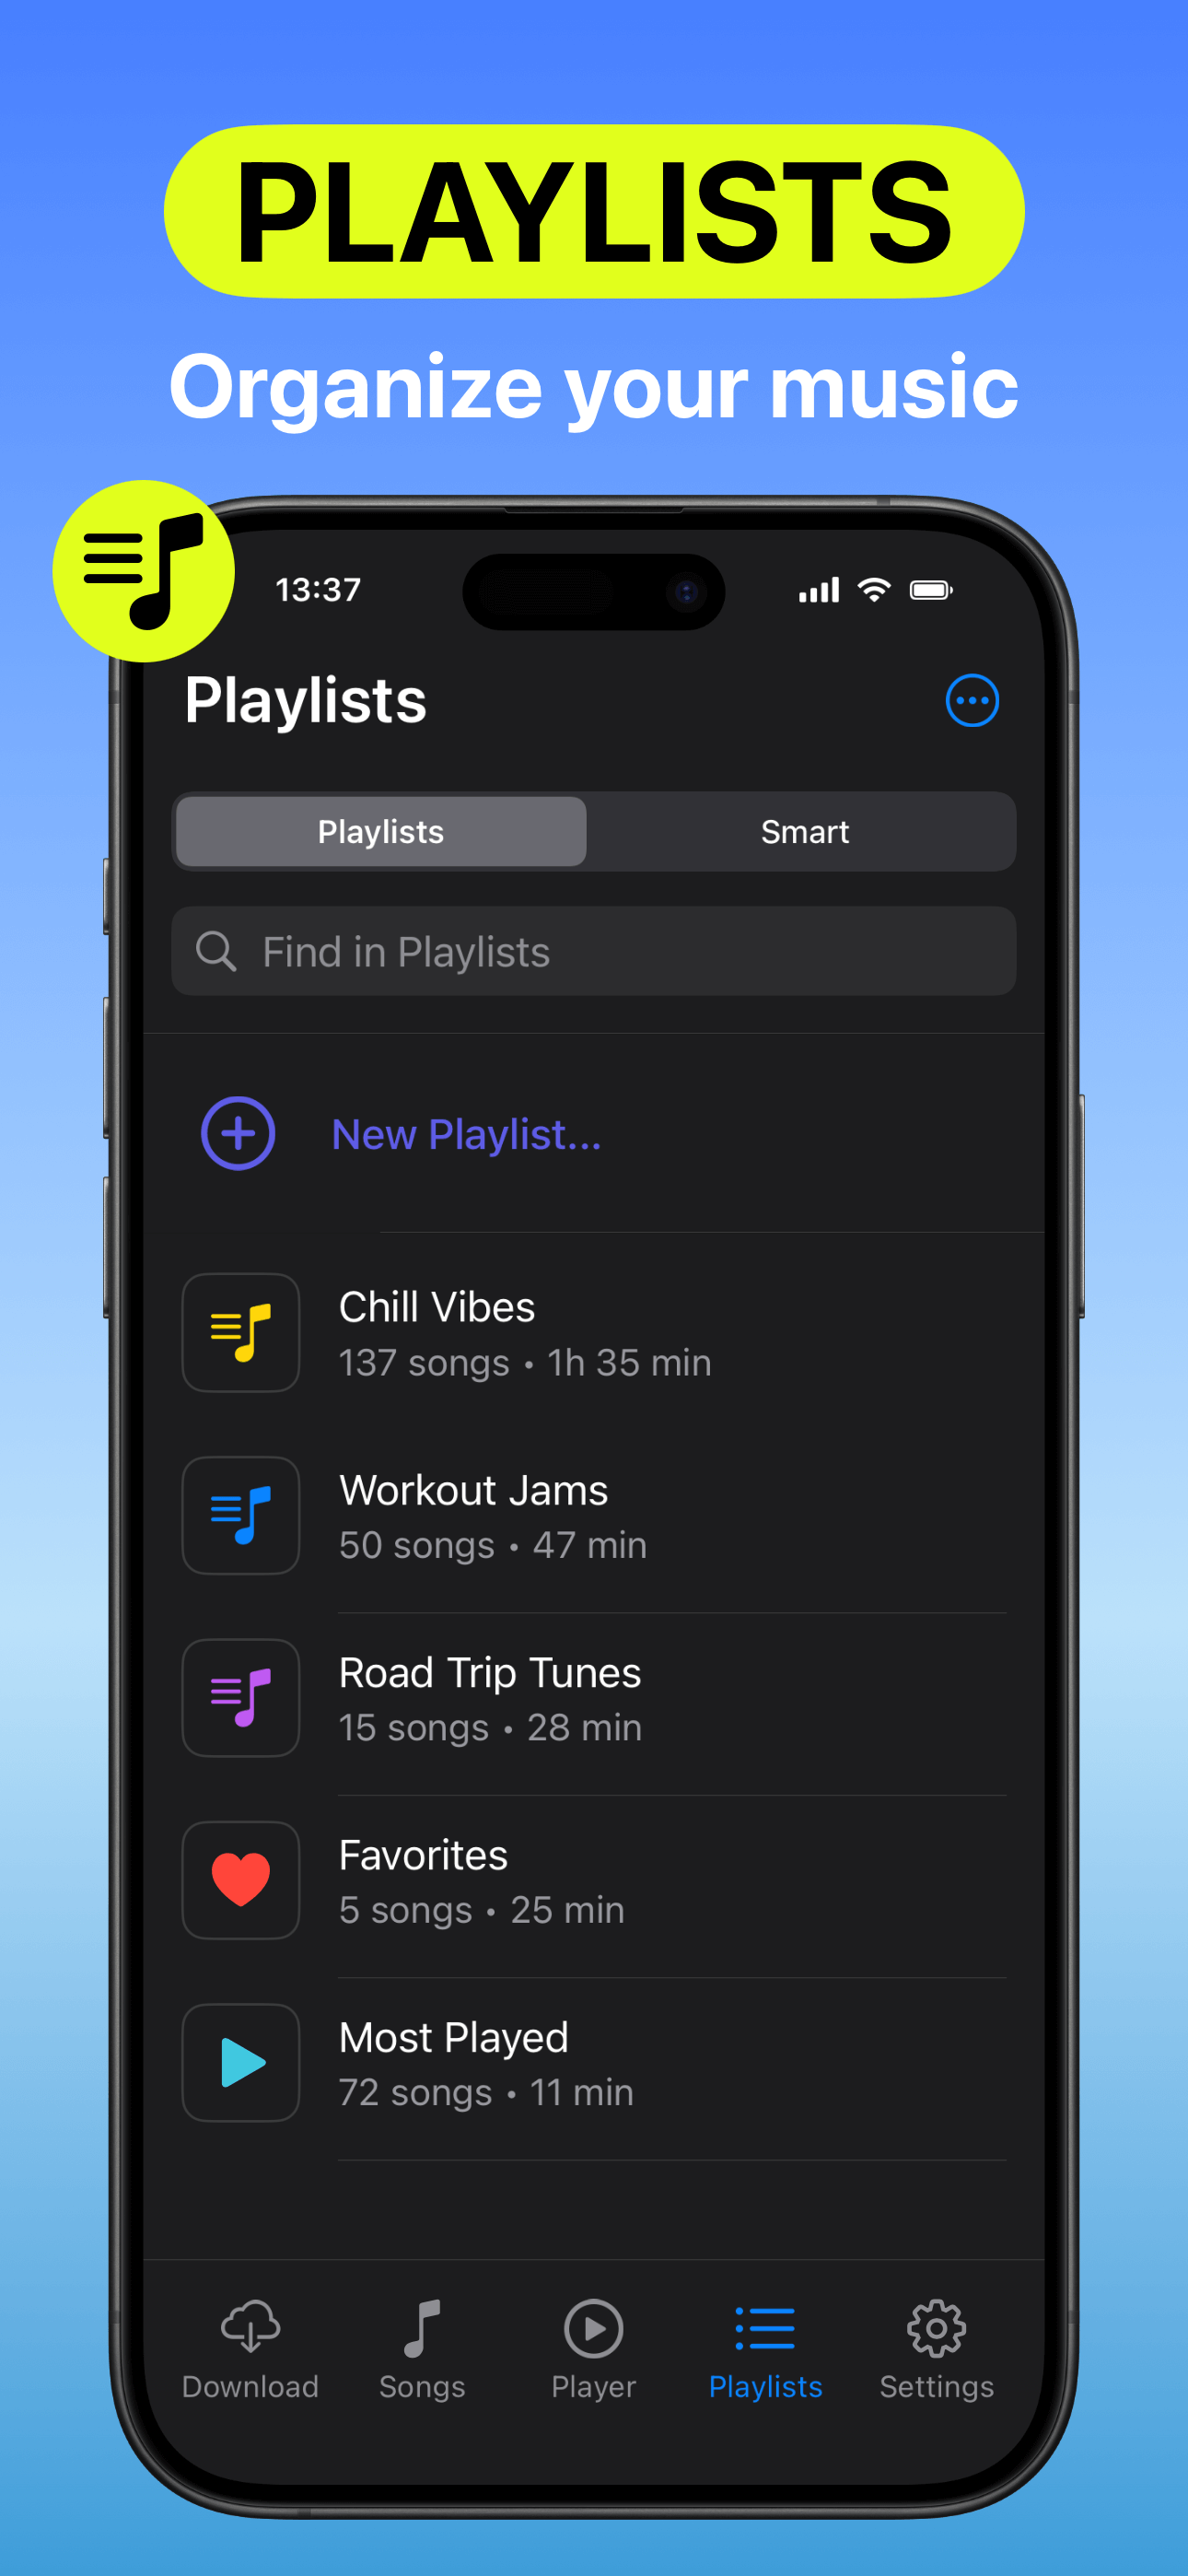 PLAYLISTS
Organize your music
13:37
Playlists
Playlists
Smart
Find in Playlists
New Playlist...
Chill Vibes
137 songs • 1h 35 min
Workout Jams
50 songs • 47 min
Road Trip Tunes
15 songs • 28 min
Favorites
5 songs • 25 min
Most Played
72 songs • 11 min
Download
Songs
Player
Playlists
Settings